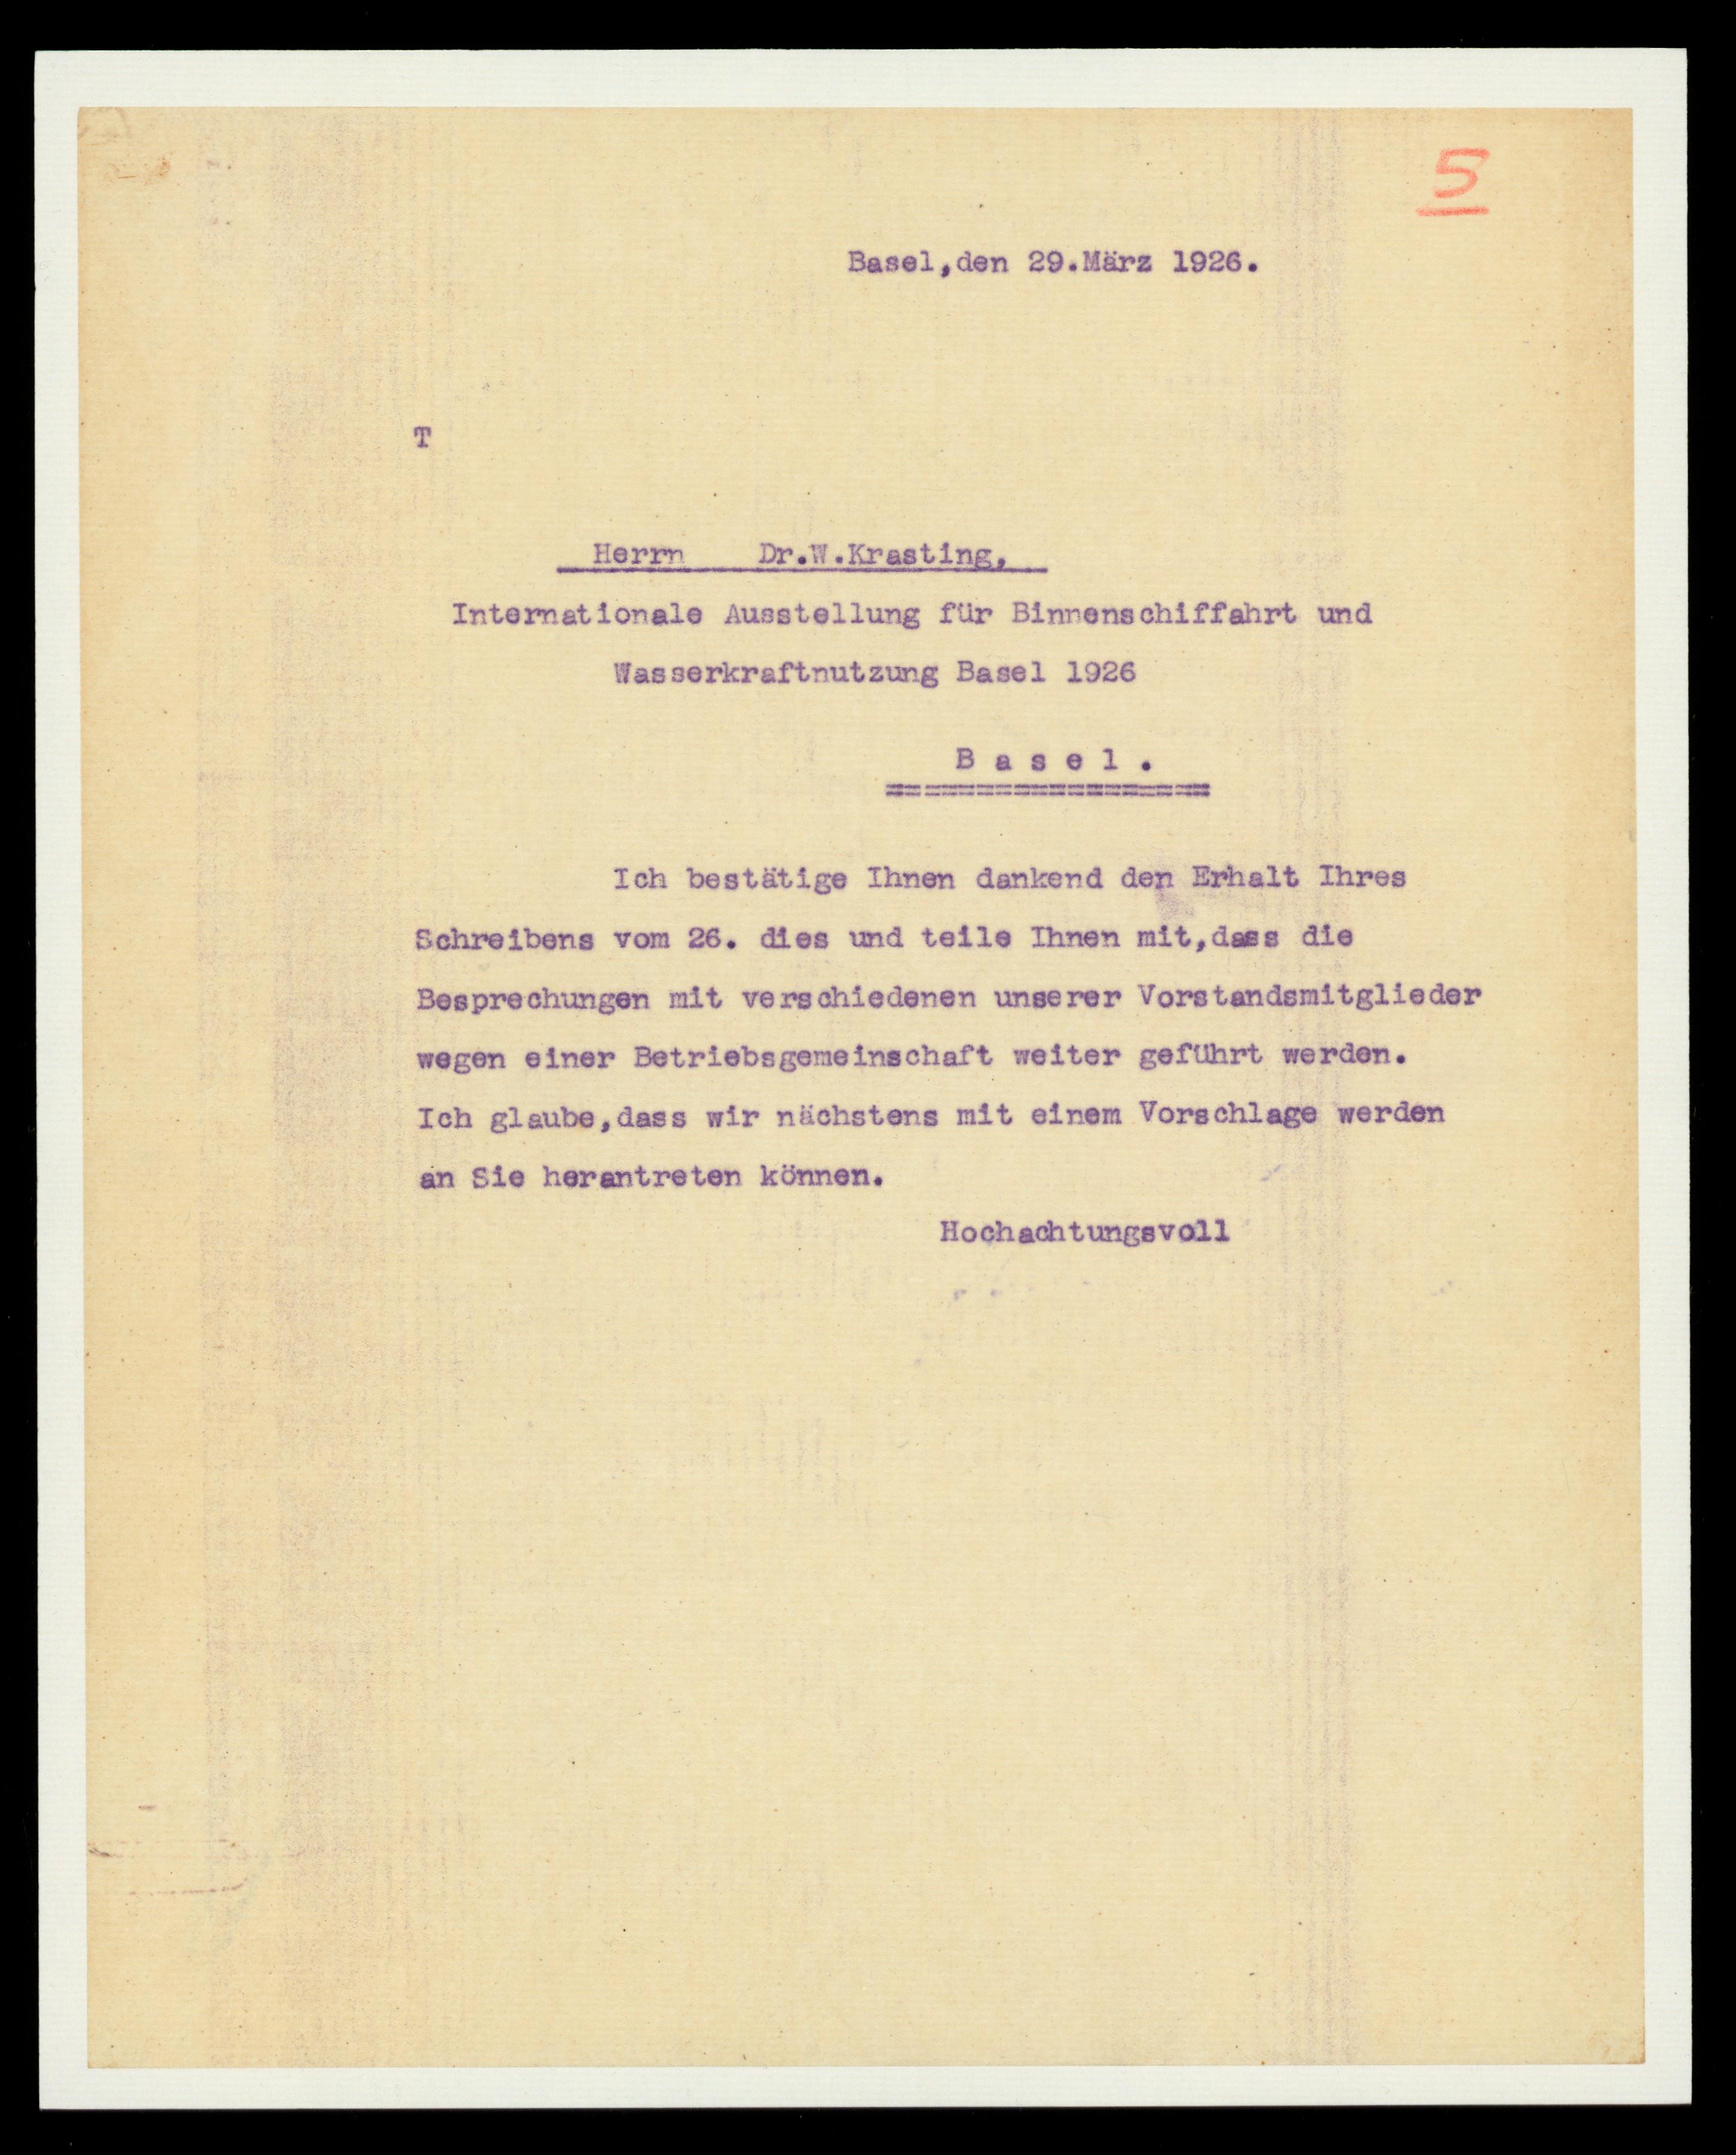 5
Basel,den 29.März 1926.
T
Herrn Dr.W.Krasting,
Internationale Ausstellung für Binnenschiffahrt und
Wasserkraftnutzung Basel 1926
B a s e l .
==================
Ich bestätige Ihnen dankend den Erhalt Ihres
Schreibens vom 26. dies und teile Ihnen mit,dass die
Besprechungen mit verschiedenen unserer Vorstandsmitglieder
wegen einer Betriebsgemeinschaft weiter geführt werden.
Ich glaube,dass wir nächstens mit einem Vorschlage werden
an Sie herantreten können.
Hochachtungsvoll